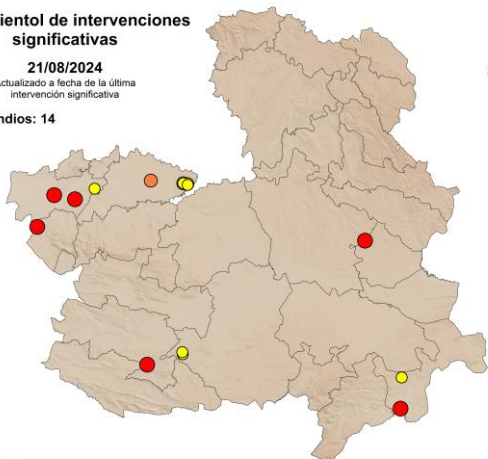 ientol de intervenciones
significativas
21/08/2024
Actualizado a fecha de la última
intervención significativa
ndios: 14